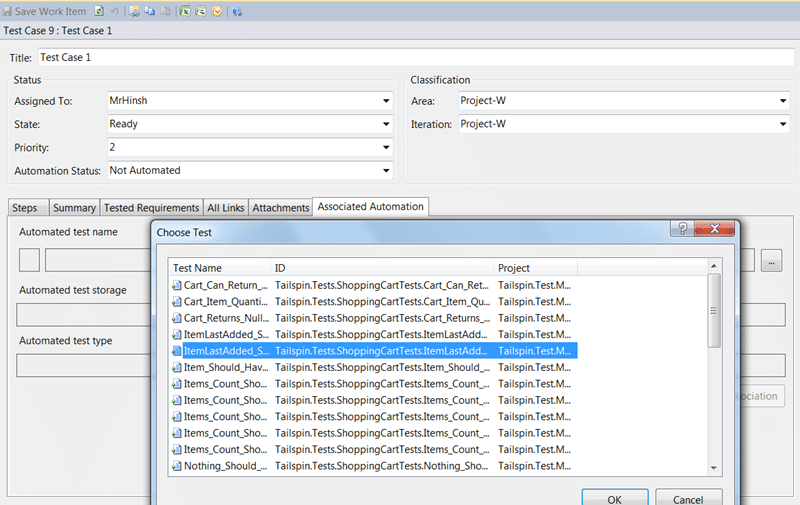 Save Work Item
Test Case 9 : Test Case 1
Title: Test Case 1
Status
Assigned To: MrHinsh
State: Ready
Priority: 2
Automation Status: Not Automated
Classification
Area: Project-W
Iteration: Project-W
Steps Summary Tested Requirements All Links Attachments Associated Automation
Automated test name
...
Automated test storage
Automated test type
ociation
Choose Test
Test Name ID Project
Cart_Can_Return_... Tailspin.Tests.ShoppingCartTests.Cart_Can_Ret... Tailspin.Test.M...
Cart_Item_Quanti... Tailspin.Tests.ShoppingCartTests.Cart_Item_Qu... Tailspin.Test.M...
Cart_Returns_Null... Tailspin.Tests.ShoppingCartTests.Cart_Returns_... Tailspin.Test.M...
ItemLastAdded_S... Tailspin.Tests.ShoppingCartTests.ItemLastAdd... Tailspin.Test.M...
ItemLastAdded_S... Tailspin.Tests.ShoppingCartTests.ItemLastAdd... Tailspin.Test.M...
Item_Should_Hav... Tailspin.Tests.ShoppingCartTests.Item_Should_... Tailspin.Test.M...
Items_Count_Sho... Tailspin.Tests.ShoppingCartTests.Items_Count_... Tailspin.Test.M...
Items_Count_Sho... Tailspin.Tests.ShoppingCartTests.Items_Count_... Tailspin.Test.M...
Items_Count_Sho... Tailspin.Tests.ShoppingCartTests.Items_Count_... Tailspin.Test.M...
Items_Count_Sho... Tailspin.Tests.ShoppingCartTests.Items_Count_... Tailspin.Test.M...
Items_Count_Sho... Tailspin.Tests.ShoppingCartTests.Items_Count_... Tailspin.Test.M...
Nothing_Should_... Tailspin.Tests.ShoppingCartTests.Nothing_Sho... Tailspin.Test.M...
OK Cancel